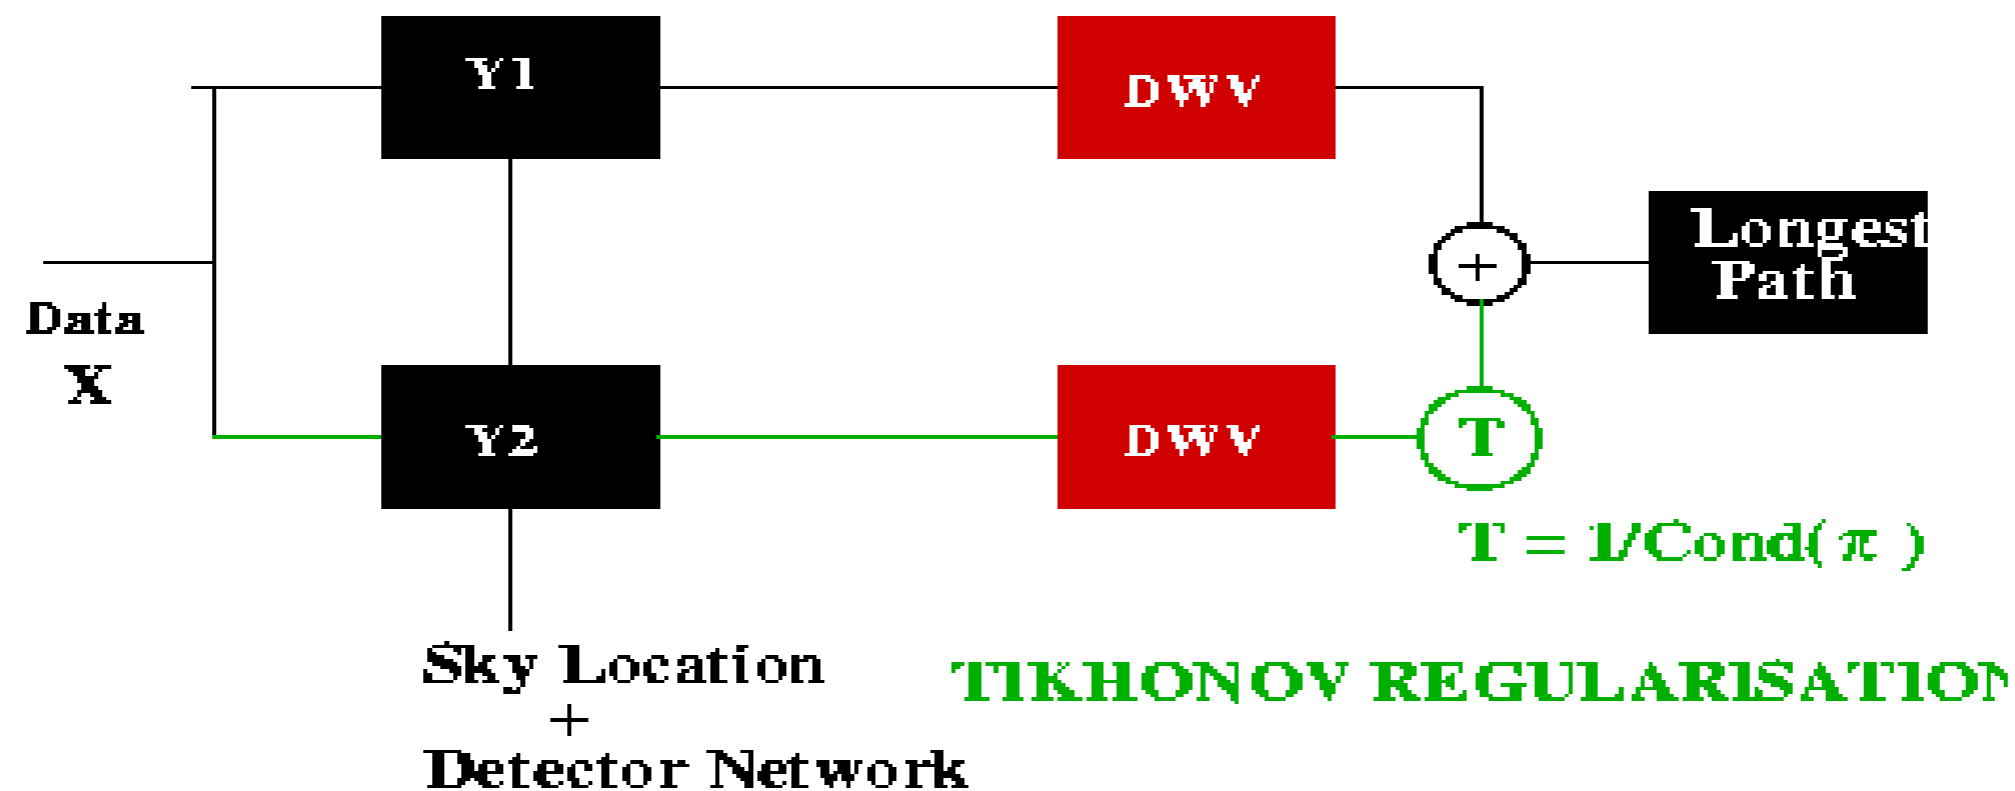 Y1
DWV
Longest
Path
+
Data
X
Y2
DWV
T
T = 1/Cond( π )
Sky Location
+
Detector Network
TIKHONOV REGULARISATION